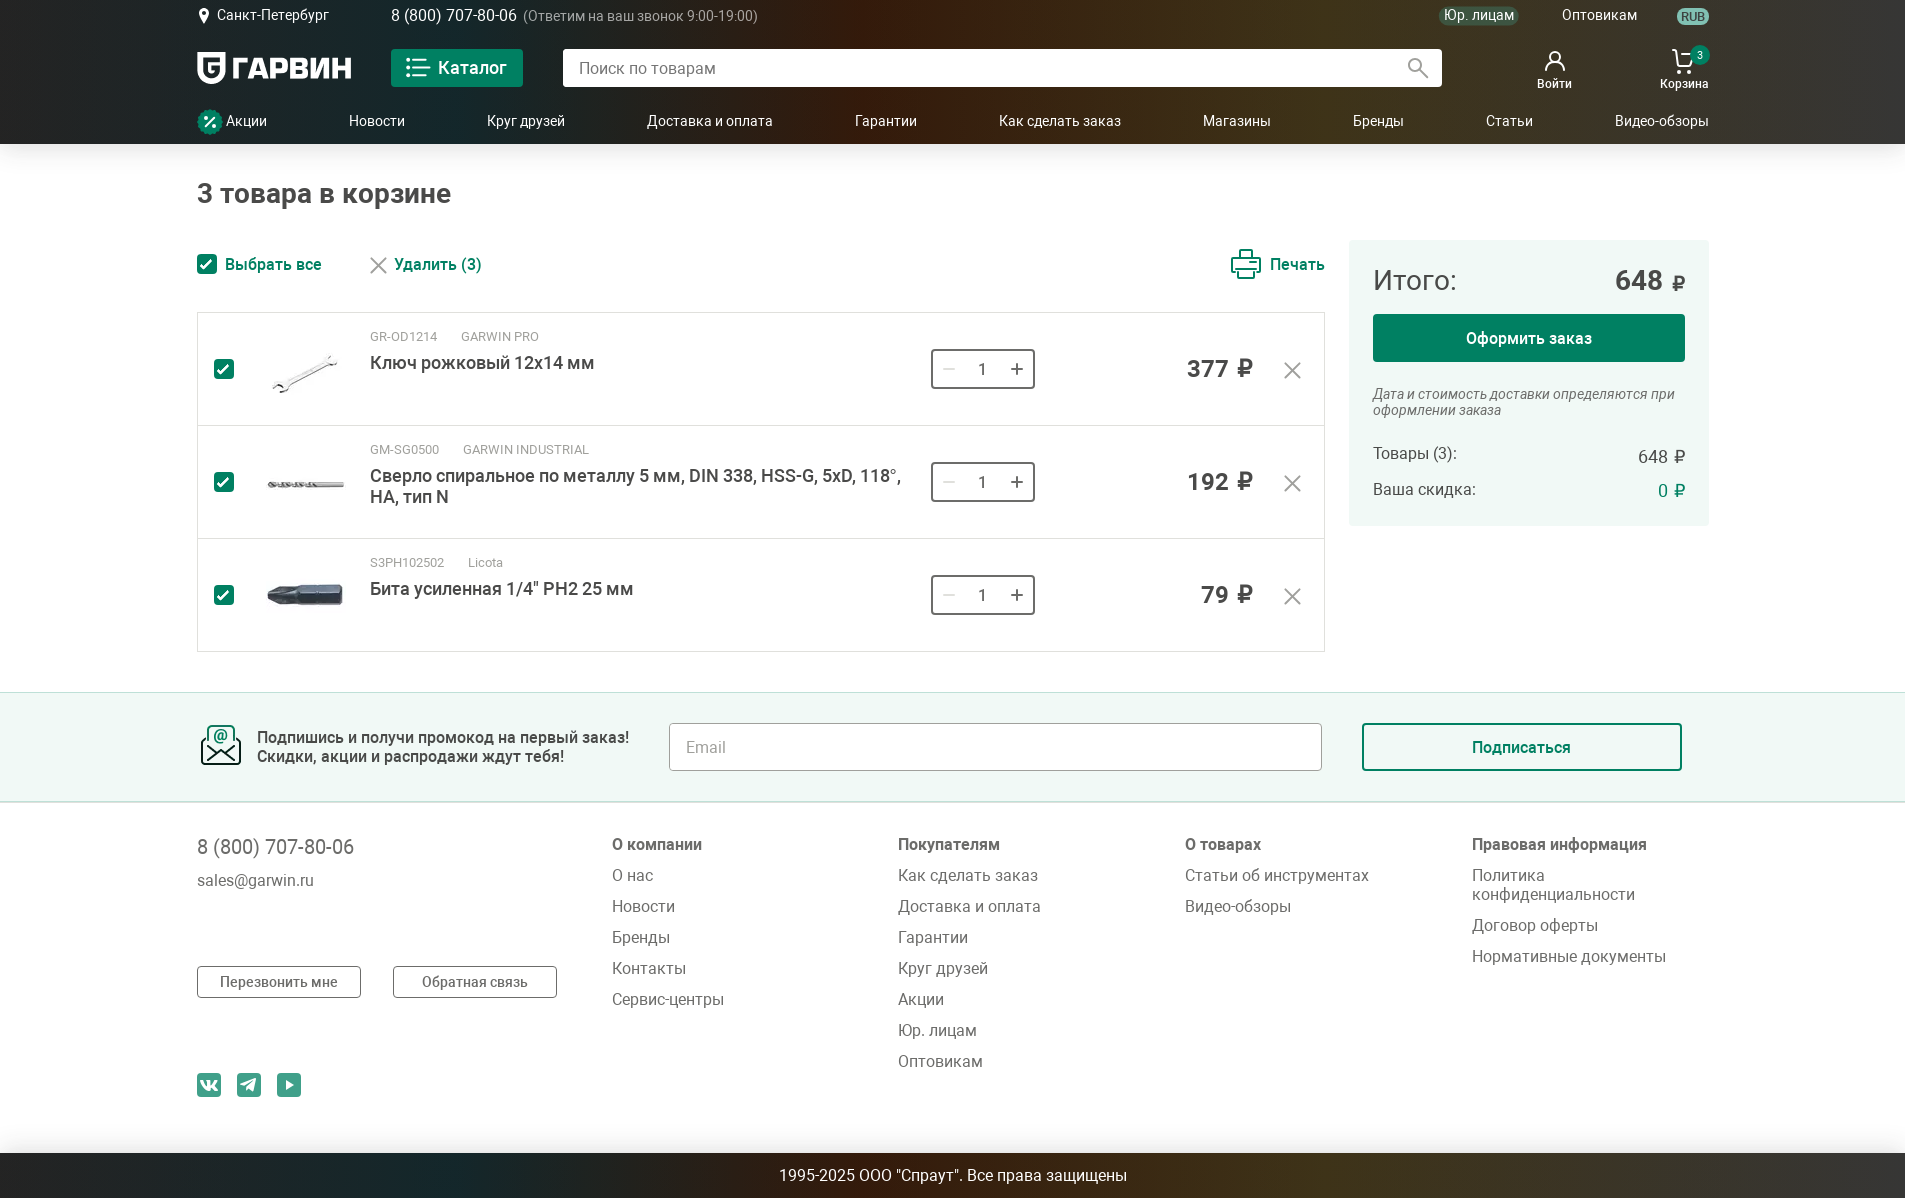 Санкт-Петербург
8 (800) 707-80-06 (Ответим на ваш звонок 9:00-19:00)
Юр. лицам
Оптовикам
RUB
ГАРВИН
Каталог
Поиск по товарам
Войти
3
Корзина
Акции
Новости
Круг друзей
Доставка и оплата
Гарантии
Как сделать заказ
Магазины
Бренды
Статьи
Видео-обзоры
3 товара в корзине
Выбрать все
Удалить (3)
Печать
GR-OD1214 GARWIN PRO
Ключ рожковый 12x14 мм
1
377 ₽
GM-SG0500 GARWIN INDUSTRIAL
Сверло спиральное по металлу 5 мм, DIN 338, HSS-G, 5xD, 118°,
HA, тип N
1
192 ₽
S3PH102502 Licota
Бита усиленная 1/4" PH2 25 мм
1
79 ₽
Итого: 648 ₽
Оформить заказ
Дата и стоимость доставки определяются при
оформлении заказа
Товары (3): 648 ₽
Ваша скидка: 0 ₽
Подпишись и получи промокод на первый заказ!
Скидки, акции и распродажи ждут тебя!
Email
Подписаться
8 (800) 707-80-06
sales@garwin.ru
Перезвонить мне
Обратная связь
О компании
О нас
Новости
Бренды
Контакты
Сервис-центры
Покупателям
Как сделать заказ
Доставка и оплата
Гарантии
Круг друзей
Акции
Юр. лицам
Оптовикам
О товарах
Статьи об инструментах
Видео-обзоры
Правовая информация
Политика
конфиденциальности
Договор оферты
Нормативные документы
1995-2025 ООО "Спраут". Все права защищены